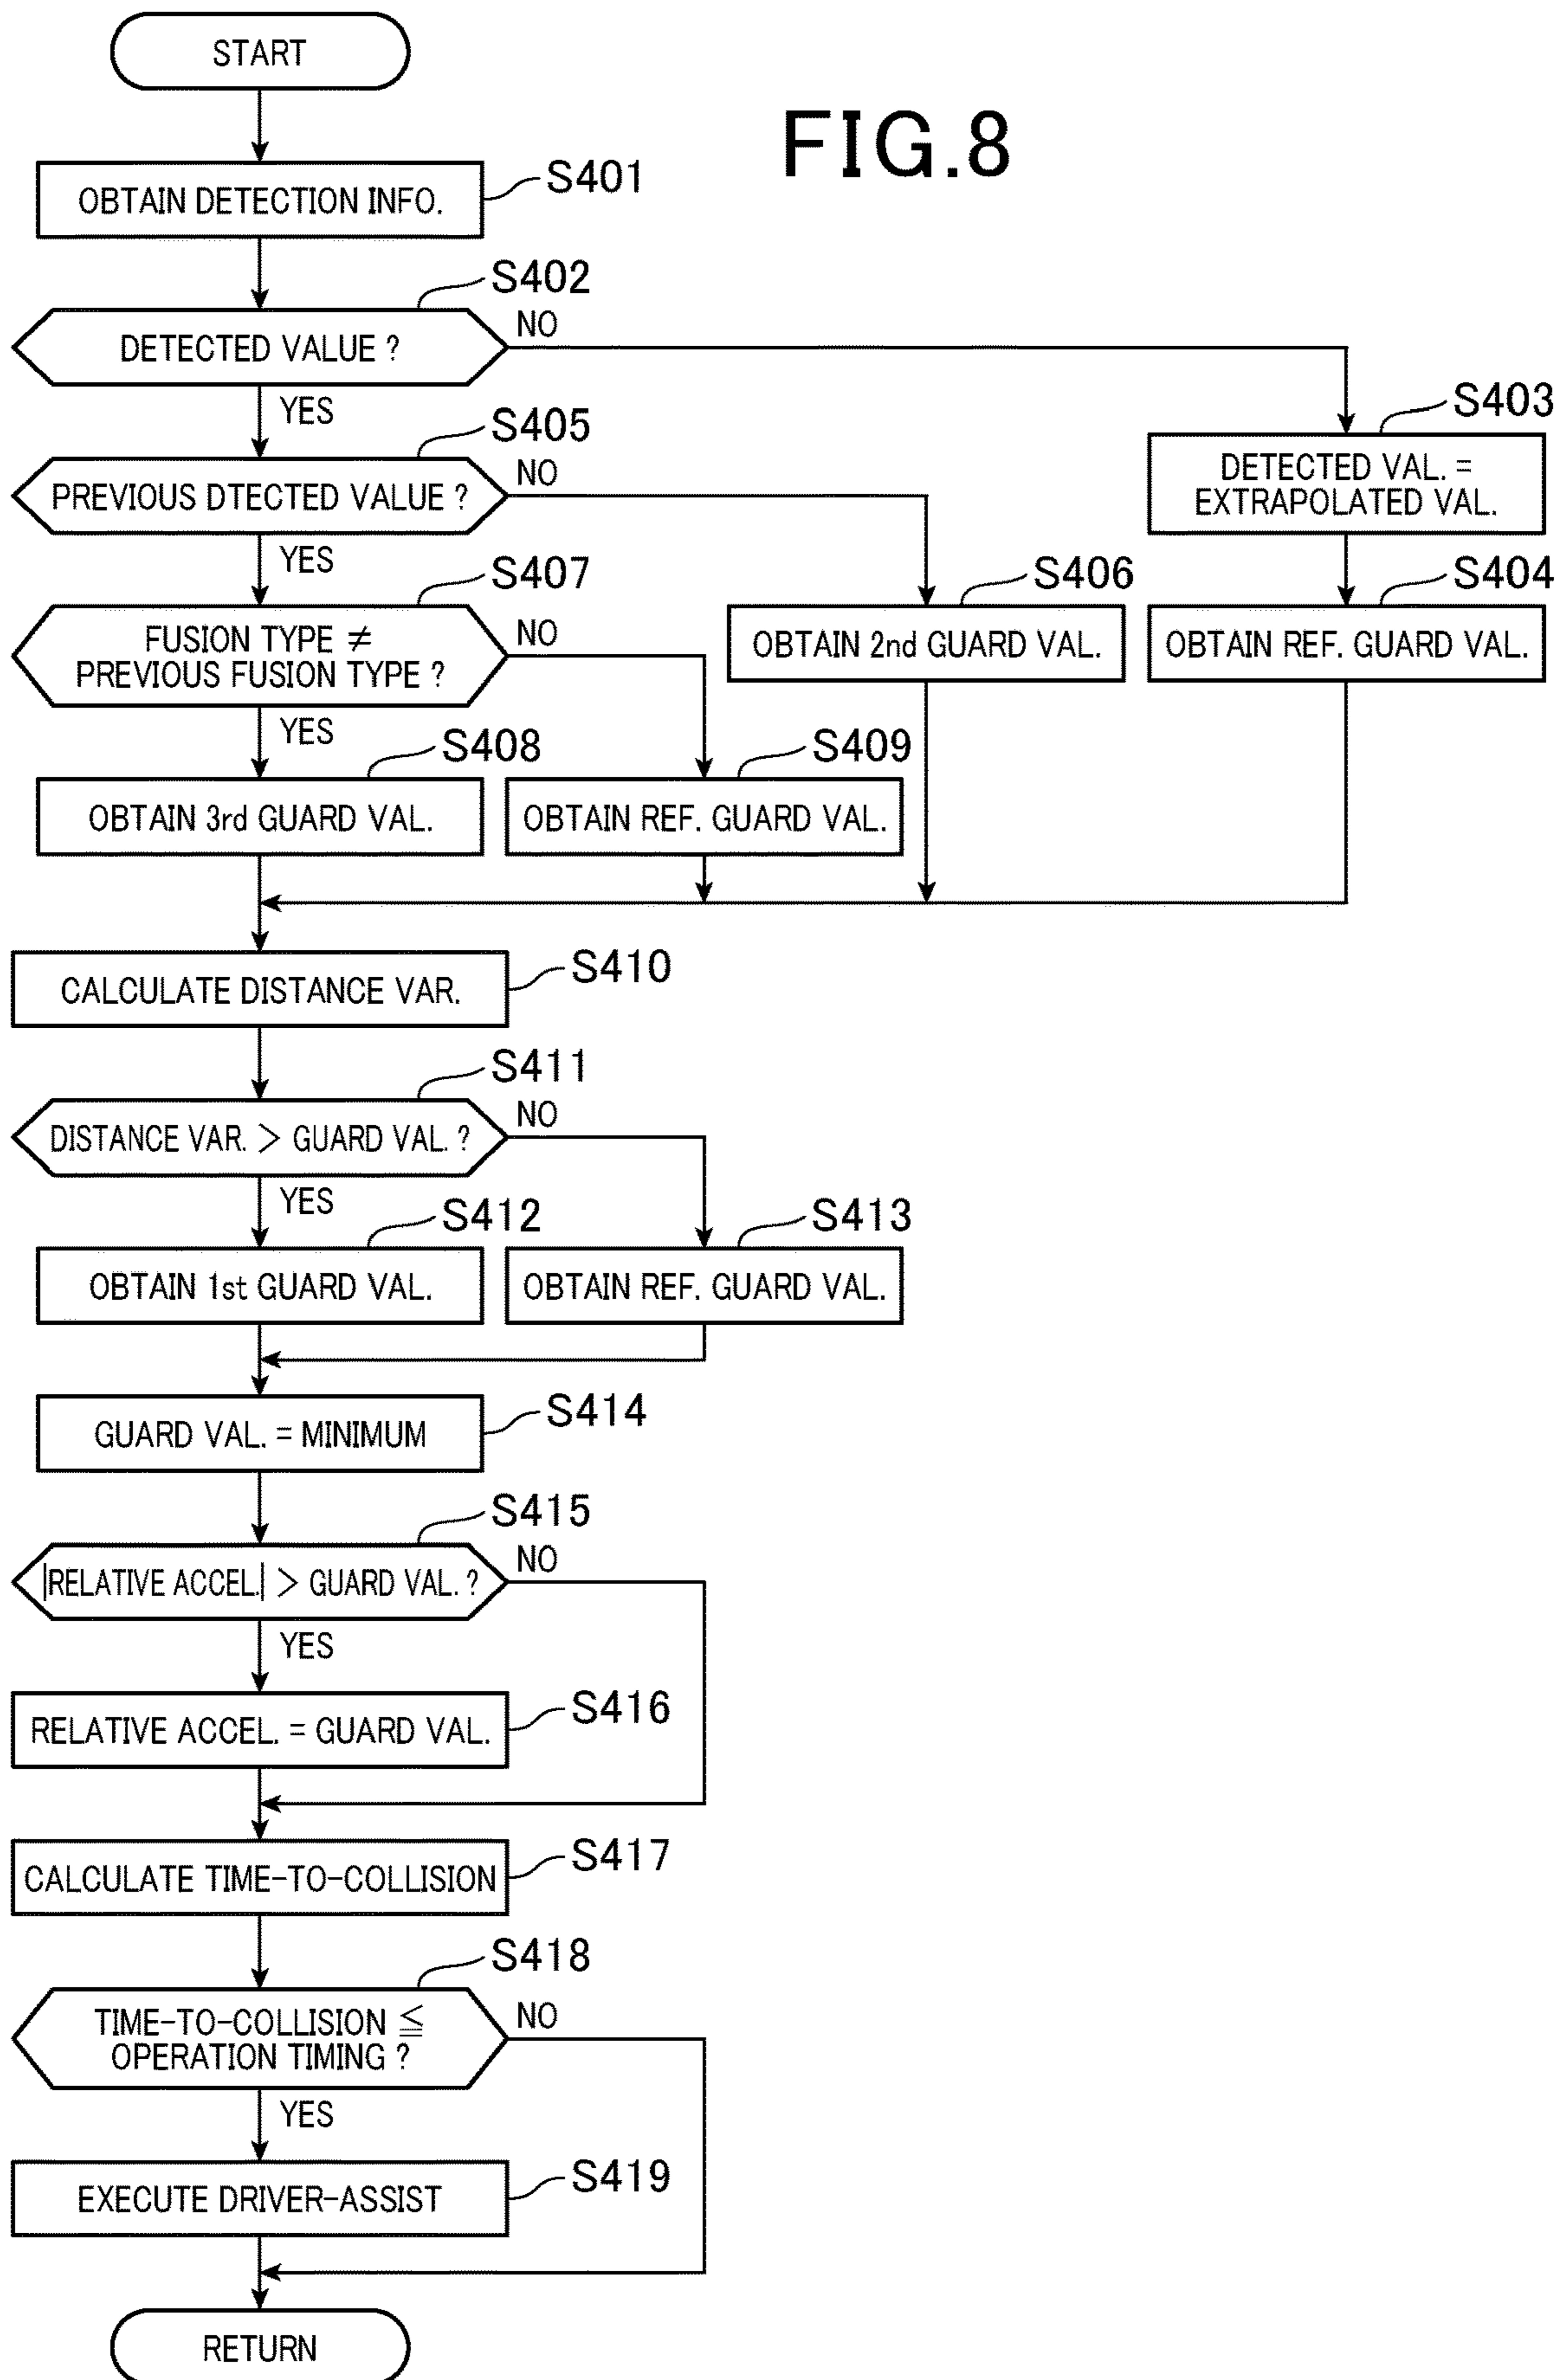 START
FIG.8
S401
OBTAIN DETECTION INFO.
S402
DETECTED VALUE ?
NO
YES
S403
DETECTED VAL. =
EXTRAPOLATED VAL.
S405
PREVIOUS DTECTED VALUE ?
NO
YES
S404
OBTAIN REF. GUARD VAL.
S406
OBTAIN 2nd GUARD VAL.
S407
FUSION TYPE ≠
PREVIOUS FUSION TYPE ?
NO
YES
S408
OBTAIN 3rd GUARD VAL.
S409
OBTAIN REF. GUARD VAL.
S410
CALCULATE DISTANCE VAR.
S411
DISTANCE VAR. > GUARD VAL. ?
NO
YES
S412
OBTAIN 1st GUARD VAL.
S413
OBTAIN REF. GUARD VAL.
S414
GUARD VAL. = MINIMUM
S415
|RELATIVE ACCEL.| > GUARD VAL. ?
NO
YES
S416
RELATIVE ACCEL. = GUARD VAL.
S417
CALCULATE TIME-TO-COLLISION
S418
TIME-TO-COLLISION ≦
OPERATION TIMING ?
NO
YES
S419
EXECUTE DRIVER-ASSIST
RETURN